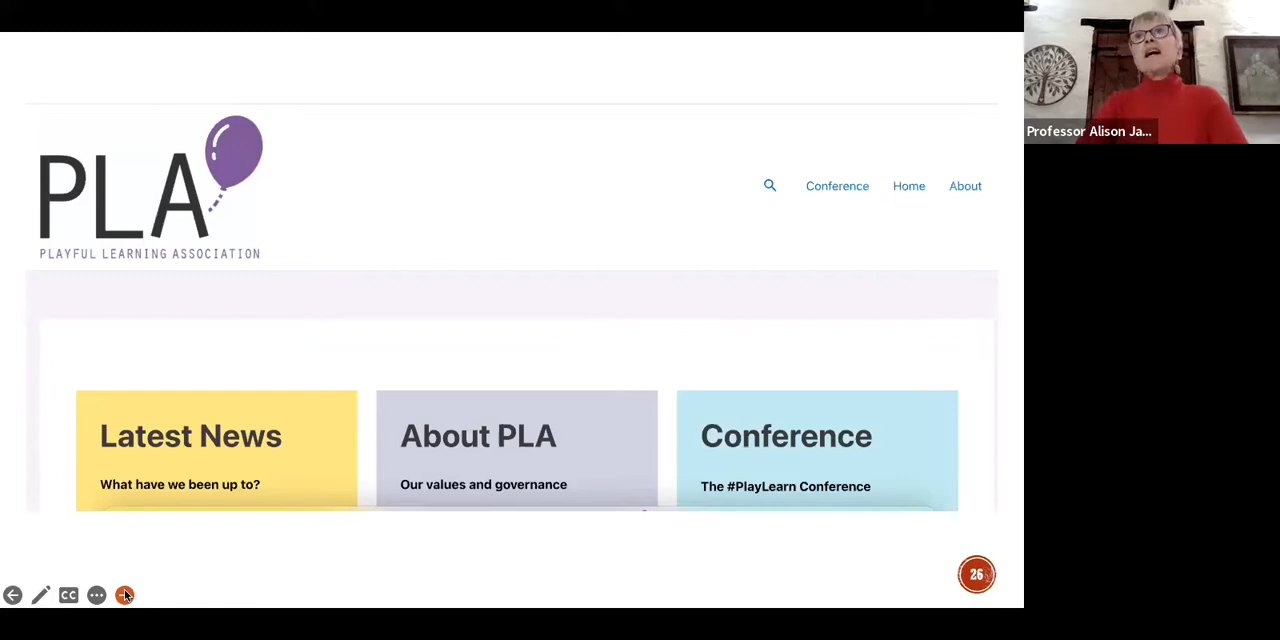 Professor Alison Ja...
PLA
PLAYFUL LEARNING ASSOCIATION
Conference
Home
About
Latest News
What have we been up to?
About PLA
Our values and governance
Conference
The #PlayLearn Conference
26
CC